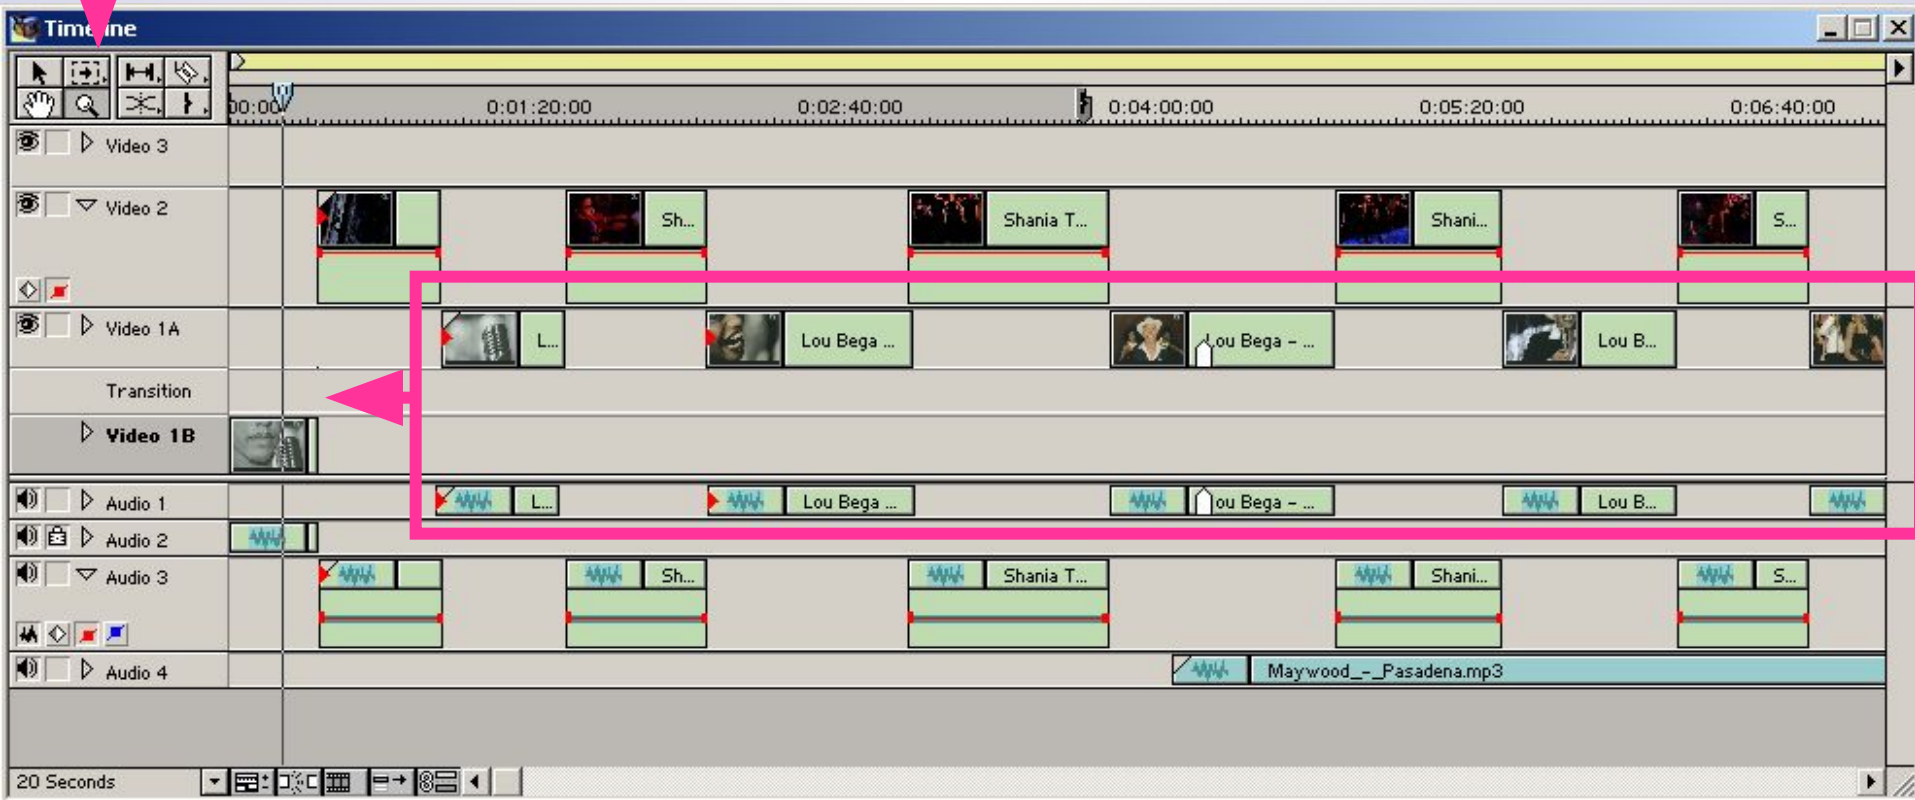 Timeline
00:00 0:01:20:00 0:02:40:00 0:04:00:00 0:05:20:00 0:06:40:00
Video 3
Video 2 Sh... Shania T... Shani... S...
Video 1A L... Lou Bega ... Lou Bega - ... Lou B...
Transition
Video 1B
Audio 1 L... Lou Bega ... ou Bega - ... Lou B...
Audio 2
Audio 3 Sh... Shania T... Shani... S...
Audio 4 Maywood_-_Pasadena.mp3
20 Seconds